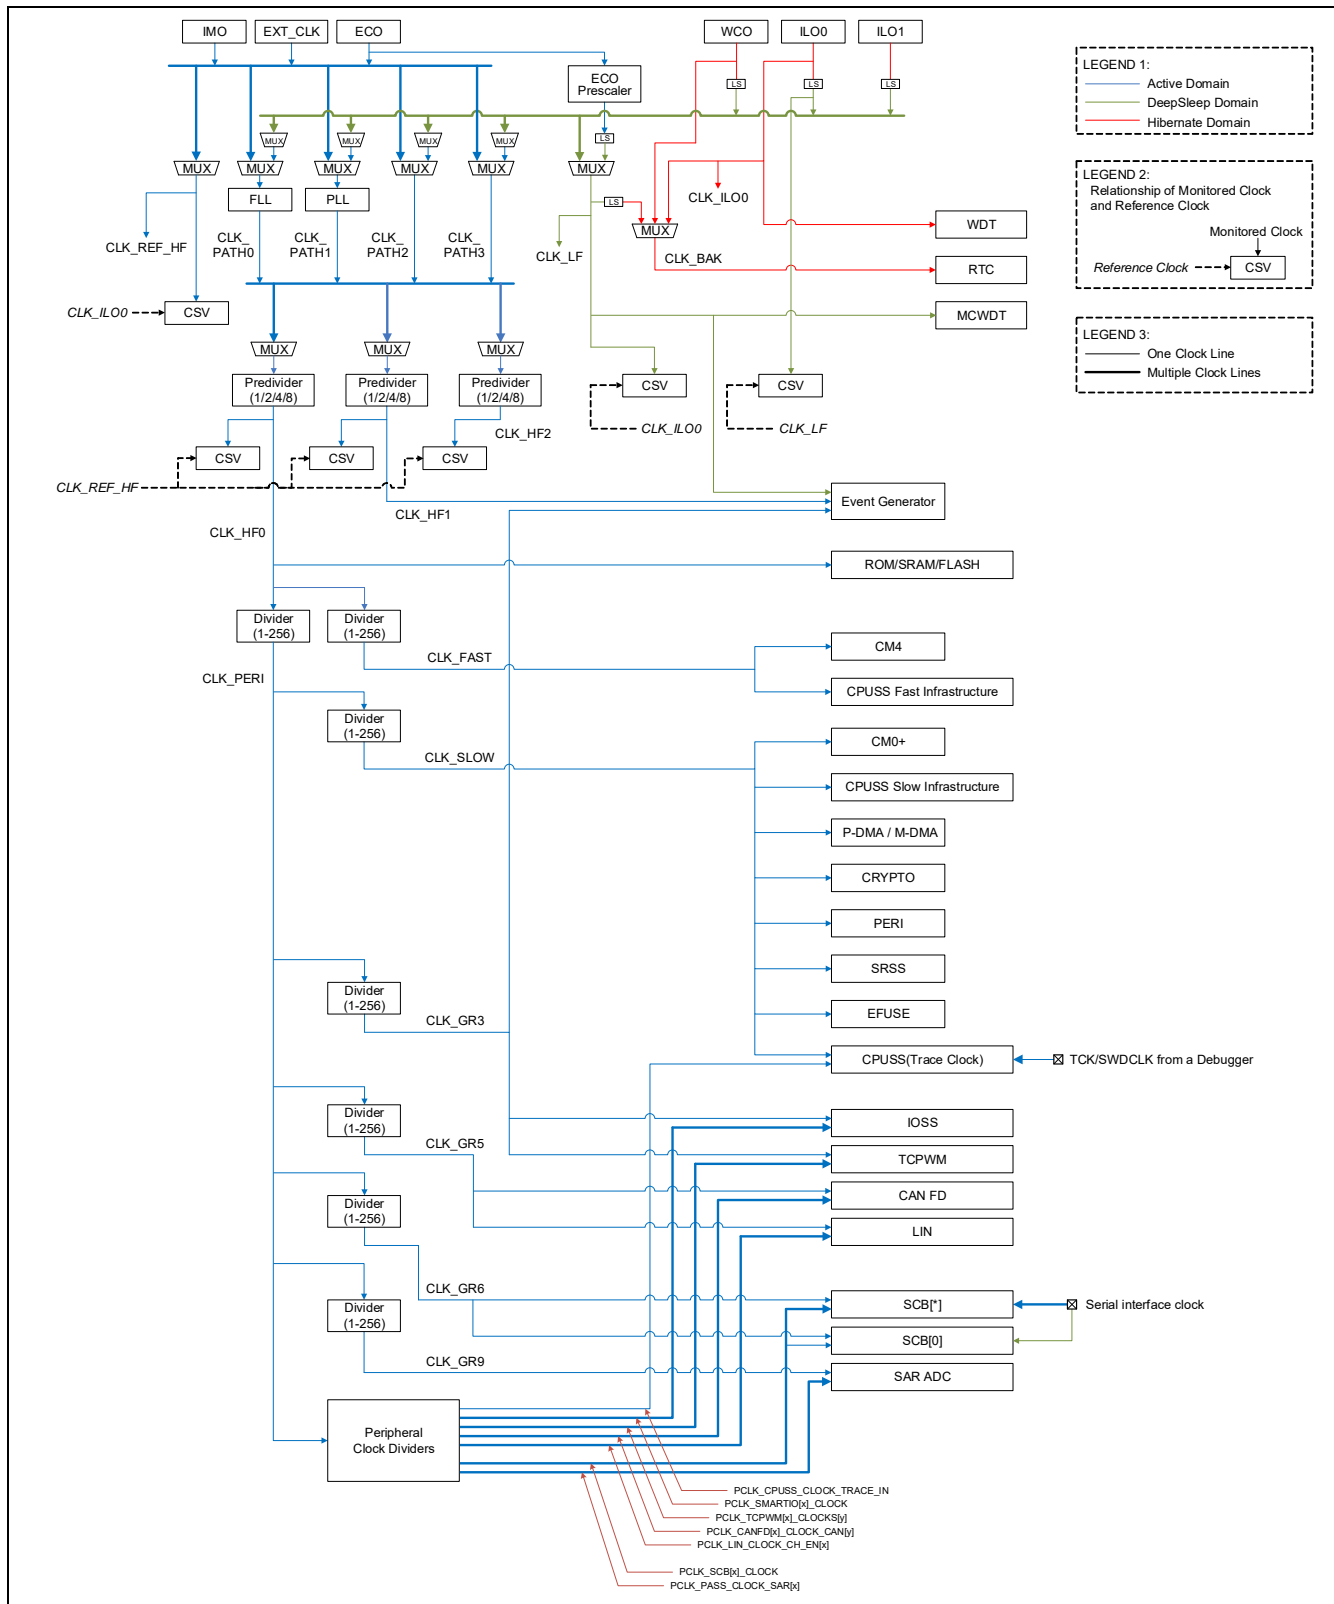 IMO
EXT_CLK
ECO
WCO
ILO0
ILO1
ECO
Prescaler
LS
LS
LS
LS
MUX
MUX
MUX
MUX
MUX
MUX
MUX
MUX
MUX
MUX
FLL
PLL
LS
MUX
CLK_ILO0
CLK_REF_HF
CLK_
PATH0
CLK_
PATH1
CLK_
PATH2
CLK_
PATH3
CLK_LF
CLK_BAK
WDT
RTC
MCWDT
CLK_ILO0
CSV
MUX
MUX
MUX
Predivider
(1/2/4/8)
Predivider
(1/2/4/8)
Predivider
(1/2/4/8)
CSV
CSV
CLK_ILO0
CLK_LF
CLK_HF2
CSV
CSV
CSV
CLK_REF_HF
CLK_HF1
CLK_HF0
Event Generator
ROM/SRAM/FLASH
Divider
(1-256)
Divider
(1-256)
CLK_FAST
CM4
CLK_PERI
CPUSS Fast Infrastructure
Divider
(1-256)
CLK_SLOW
CM0+
CPUSS Slow Infrastructure
P-DMA / M-DMA
CRYPTO
PERI
SRSS
EFUSE
Divider
(1-256)
CLK_GR3
CPUSS(Trace Clock)
TCK/SWDCLK from a Debugger
Divider
(1-256)
CLK_GR5
IOSS
TCPWM
CAN FD
LIN
Divider
(1-256)
CLK_GR6
SCB[*]
Serial interface clock
SCB[0]
Divider
(1-256)
CLK_GR9
SAR ADC
Peripheral
Clock Dividers
PCLK_CPUSS_CLOCK_TRACE_IN
PCLK_SMARTIO[x]_CLOCK
PCLK_TCPWM[x]_CLOCKS[y]
PCLK_CANFD[x]_CLOCK_CAN[y]
PCLK_LIN_CLOCK_CH_EN[x]
PCLK_SCB[x]_CLOCK
PCLK_PASS_CLOCK_SAR[x]
LEGEND 1:
Active Domain
DeepSleep Domain
Hibernate Domain
LEGEND 2:
Relationship of Monitored Clock
and Reference Clock
Monitored Clock
Reference Clock
CSV
LEGEND 3:
One Clock Line
Multiple Clock Lines